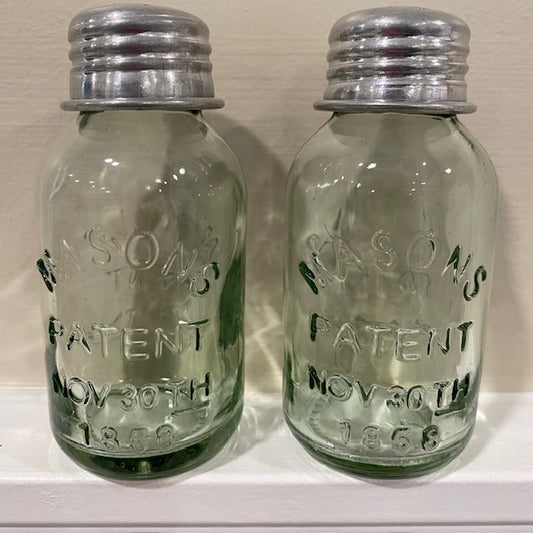 MASON'S
PATENT
NOV 30TH
1858
MASON'S
PATENT
NOV 30TH
1858